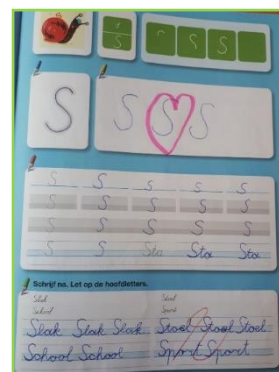 S
S S S S
S S S S
S S S S S
S S S S S
S S S S S
S S Sta Sta Sta
Schrijf na. Let op de hoofdletters.
Slak Stoel
School Sport
Slak Slak Slak Stoel Stoel Stoel
School School Sport Sport